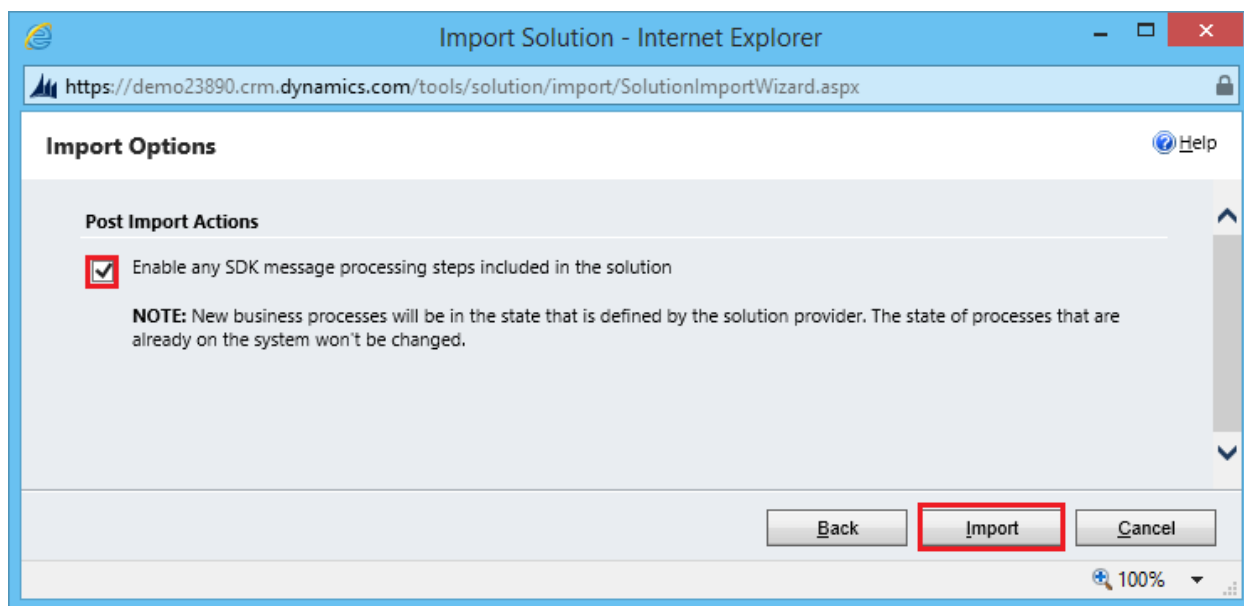 Import Solution - Internet Explorer
https://demo23890.crm.dynamics.com/tools/solution/import/SolutionImportWizard.aspx
Import Options
Help
Post Import Actions
Enable any SDK message processing steps included in the solution
NOTE: New business processes will be in the state that is defined by the solution provider. The state of processes that are
already on the system won't be changed.
Back
Import
Cancel
100%